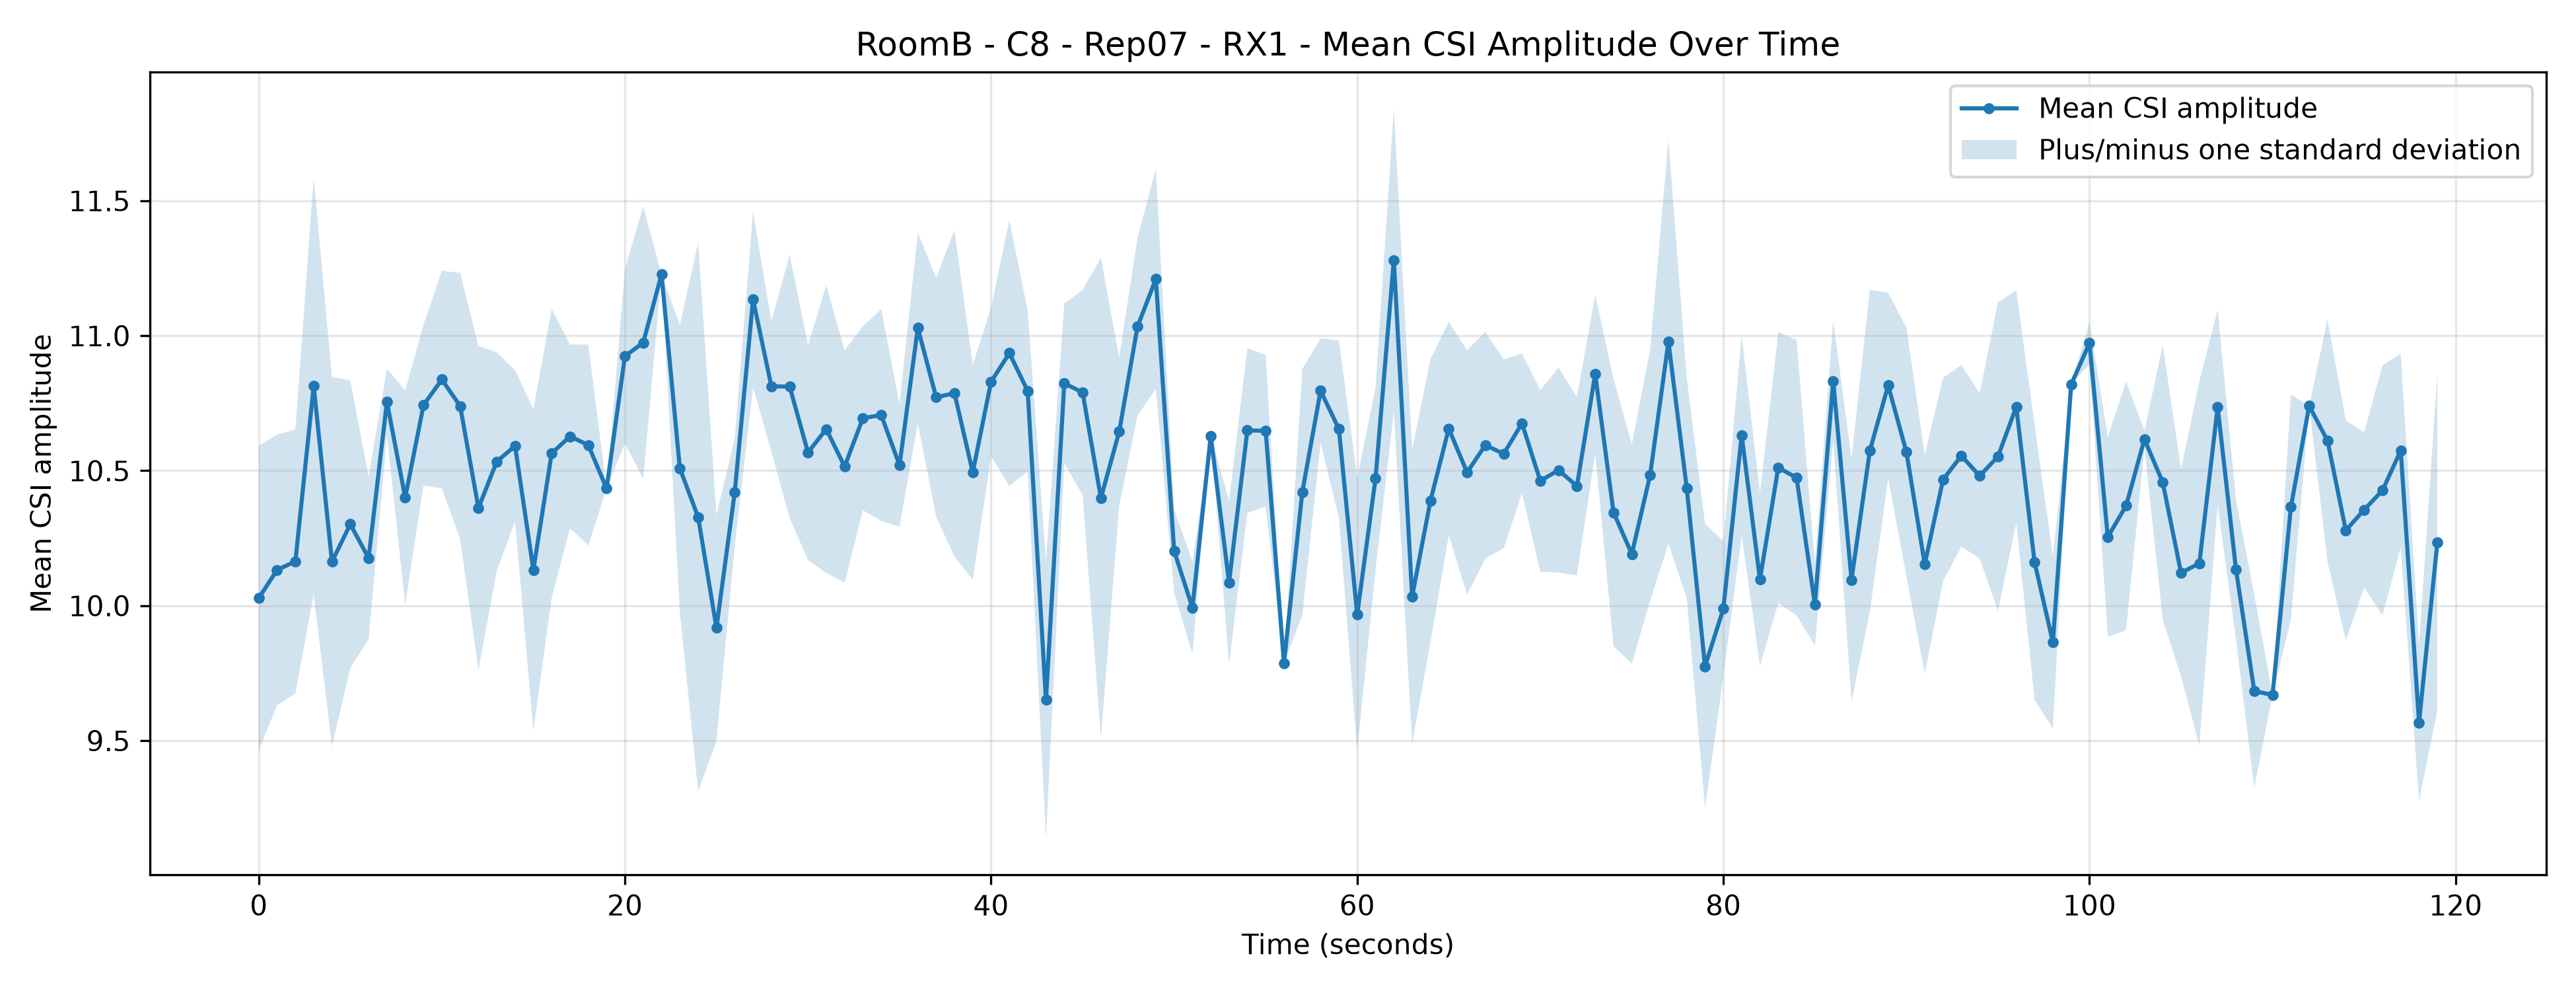 RoomB - C8 - Rep07 - RX1 - Mean CSI Amplitude Over Time
Mean CSI amplitude
Plus/minus one standard deviation
Mean CSI amplitude
11.5
11.0
10.5
10.0
9.5
0
20
40
60
80
100
120
Time (seconds)